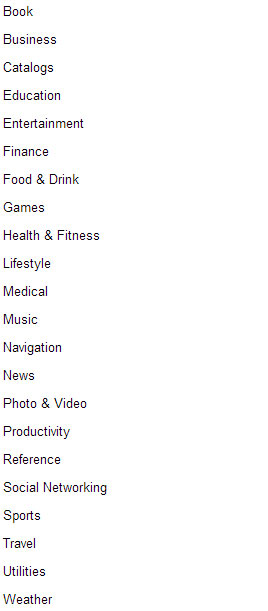 Book
Business
Catalogs
Education
Entertainment
Finance
Food & Drink
Games
Health & Fitness
Lifestyle
Medical
Music
Navigation
News
Photo & Video
Productivity
Reference
Social Networking
Sports
Travel
Utilities
Weather